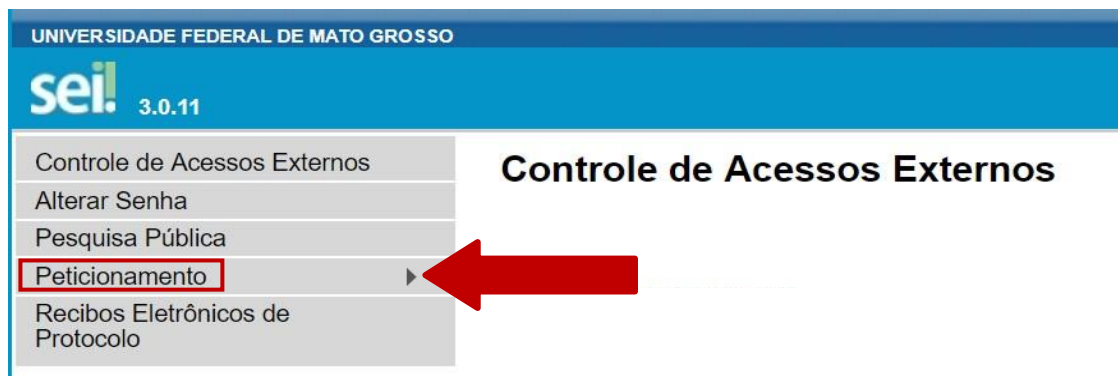 UNIVERSIDADE FEDERAL DE MATO GROSSO
sei! 3.0.11
Controle de Acessos Externos
Alterar Senha
Pesquisa Pública
Peticionamento
Recibos Eletrônicos de
Protocolo
Controle de Acessos Externos